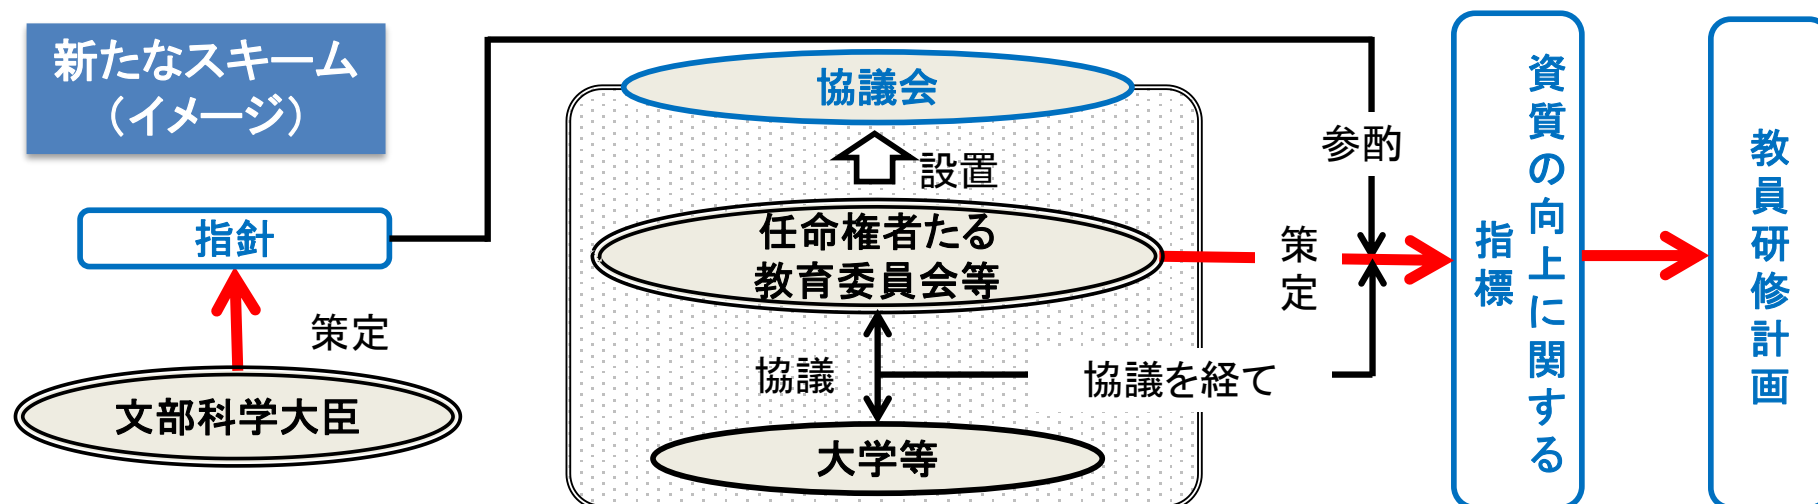 新たなスキーム
（イメージ）
協議会
設置
任命権者たる
教育委員会等
協議
大学等
指針
策定
文部科学大臣
参酌
策定
協議を経て
資質の向上に関する
指標
教員研修計画